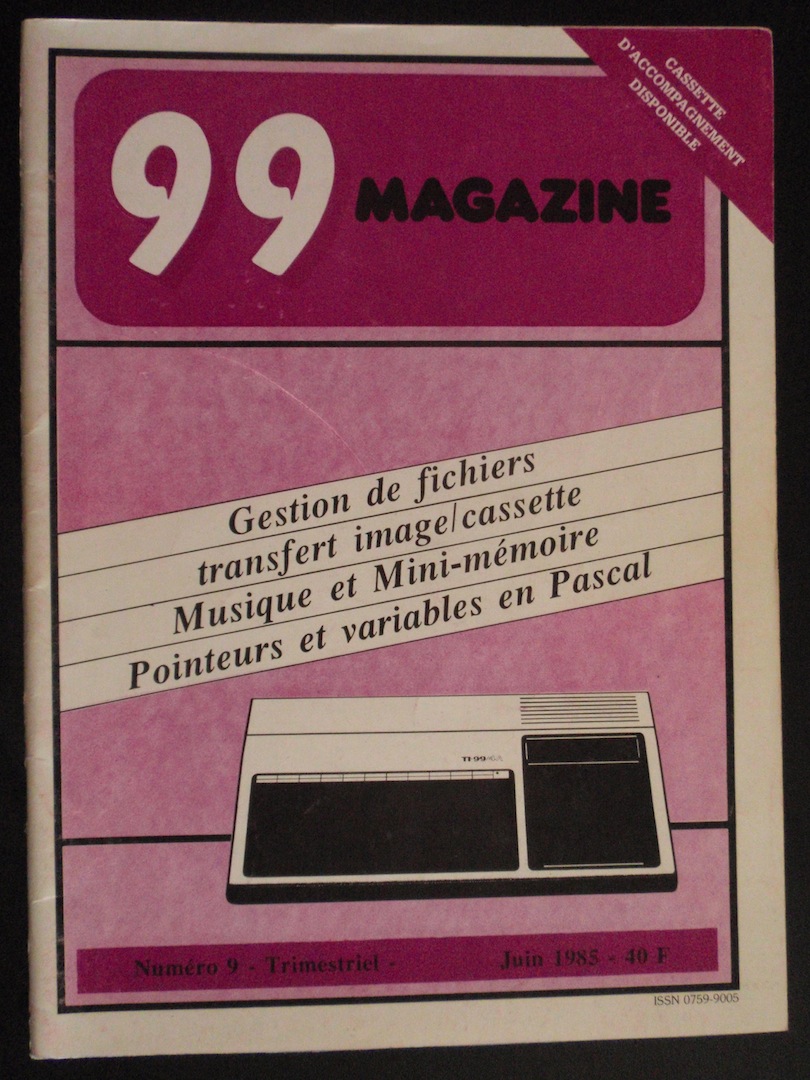 CASSETTE
D'ACCOMPAGNEMENT
DISPONIBLE
99 MAGAZINE
Gestion de fichiers
transfert image/cassette
Musique et Mini-mémoire
Pointeurs et variables en Pascal
TI-99/4A
Numéro 9 - Trimestriel - Juin 1985 - 40 F
ISSN 0759-9005